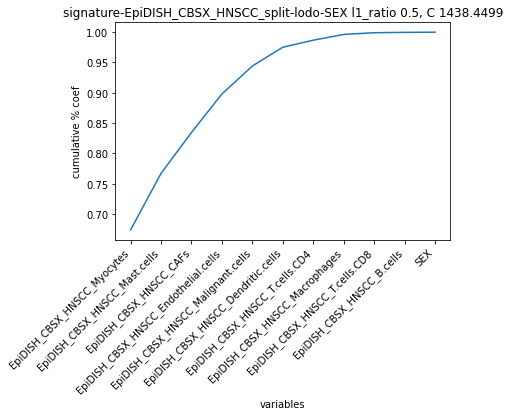 signature-EpiDISH_CBSX_HNSCC_split-lodo-SEX l1_ratio 0.5, C 1438.4499
1.00
0.95
0.90
0.85
0.80
0.75
0.70
cumulative % coef
EpiDISH_CBSX_HNSCC_Myocytes
EpiDISH_CBSX_HNSCC_Mast.cells
EpiDISH_CBSX_HNSCC_CAFs
EpiDISH_CBSX_HNSCC_Endothelial.cells
EpiDISH_CBSX_HNSCC_Malignant.cells
EpiDISH_CBSX_HNSCC_Dendritic.cells
EpiDISH_CBSX_HNSCC_T.cells.CD4
EpiDISH_CBSX_HNSCC_Macrophages
EpiDISH_CBSX_HNSCC_T.cells.CD8
EpiDISH_CBSX_HNSCC_B.cells
SEX
variables